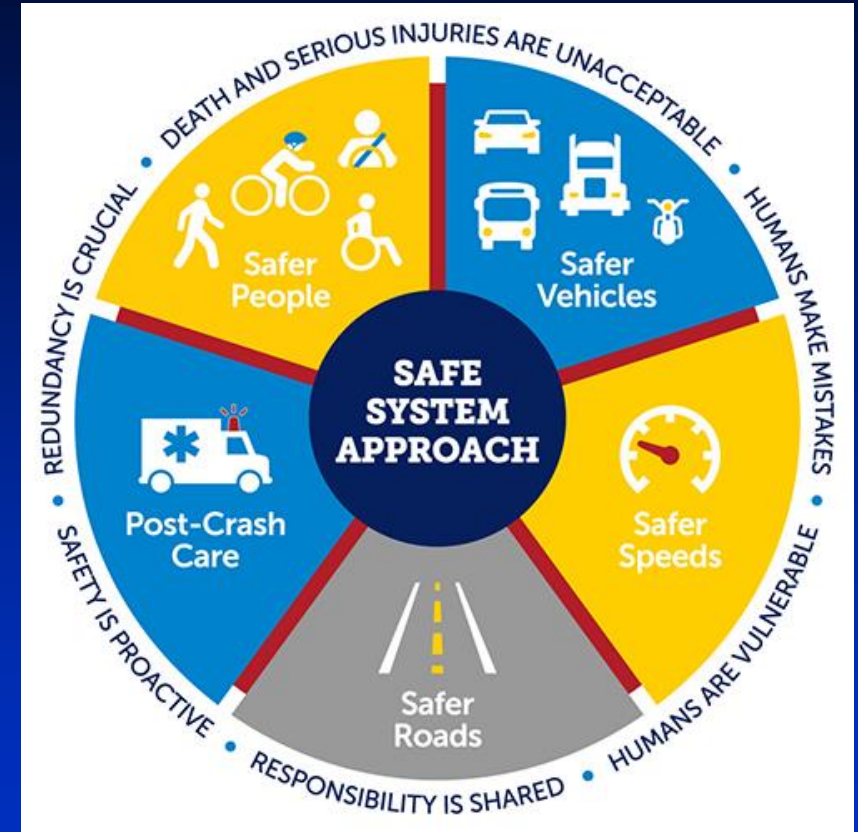 DEATH AND SERIOUS INJURIES ARE UNACCEPTABLE
HUMANS MAKE MISTAKES
HUMANS ARE VULNERABLE
RESPONSIBILITY IS SHARED
SAFETY IS PROACTIVE
REDUNDANCY IS CRUCIAL
Safer
People
Safer
Vehicles
SAFE
SYSTEM
APPROACH
Safer
Speeds
Post-Crash
Care
Safer
Roads